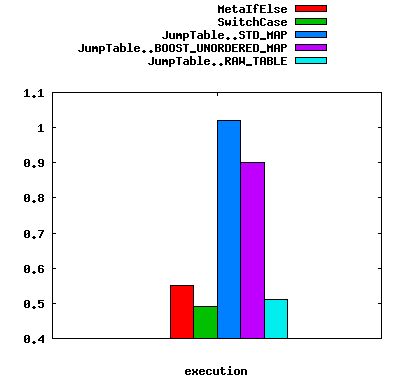 MetaIfElse
SwitchCase
JumpTable..STD_MAP
JumpTable..BOOST_UNORDERED_MAP
JumpTable..RAW_TABLE
1.1
1
0.9
0.8
0.7
0.6
0.5
0.4
execution